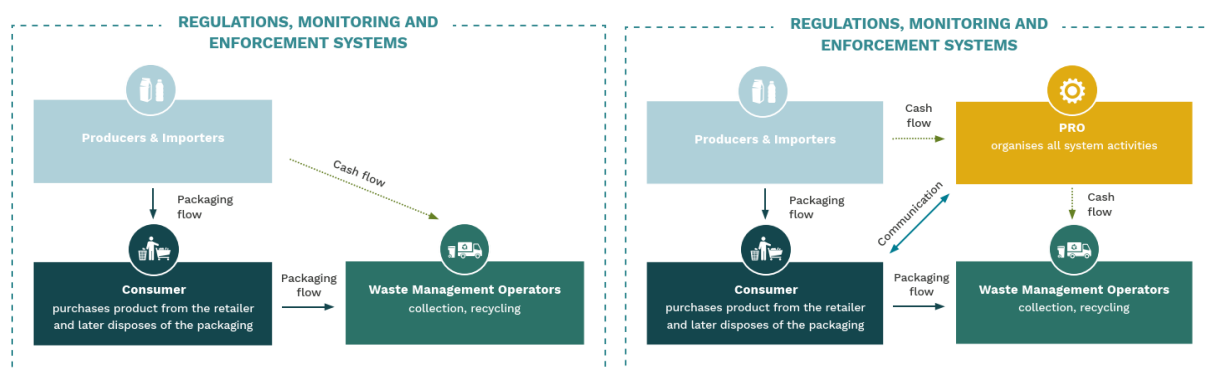 REGULATIONS, MONITORING AND
ENFORCEMENT SYSTEMS
Producers & Importers
Cash flow
Packaging
flow
Consumer
purchases product from the retailer
and later disposes of the packaging
Packaging
flow
Waste Management Operators
collection, recycling
REGULATIONS, MONITORING AND
ENFORCEMENT SYSTEMS
Producers & Importers
Cash
flow
PRO
organises all system activities
Packaging
flow
Communication
Cash
flow
Consumer
purchases product from the retailer
and later disposes of the packaging
Packaging
flow
Waste Management Operators
collection, recycling